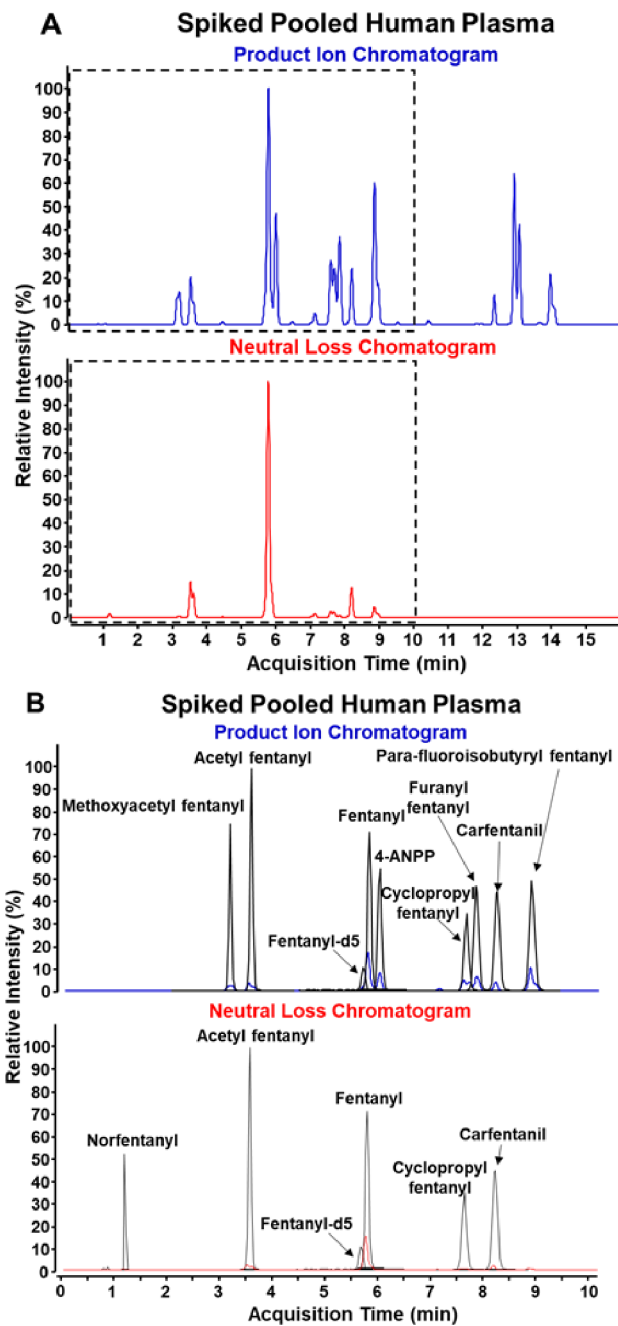 A Spiked Pooled Human Plasma
Product Ion Chromatogram
100
90
80
70
60
50
40
30
20
10
0
Neutral Loss Chomatogram
100
90
80
70
60
50
40
30
20
10
0
Relative Intensity (%)
1 2 3 4 5 6 7 8 9 10 11 12 13 14 15
Acquisition Time (min)
B Spiked Pooled Human Plasma
Product Ion Chromatogram
100
90
80
70
60
50
40
30
20
10
0
Methoxyacetyl fentanyl
Acetyl fentanyl
Fentanyl-d5
Fentanyl
4-ANPP
Cyclopropyl
fentanyl
Furanyl
fentanyl
Carfentanil
Para-fluoroisobutyryl fentanyl
Neutral Loss Chromatogram
100
90
80
70
60
50
40
30
20
10
0
Norfentanyl
Acetyl fentanyl
Fentanyl-d5
Fentanyl
Cyclopropyl
fentanyl
Carfentanil
Relative Intensity (%)
0 1 2 3 4 5 6 7 8 9 10
Acquisition Time (min)